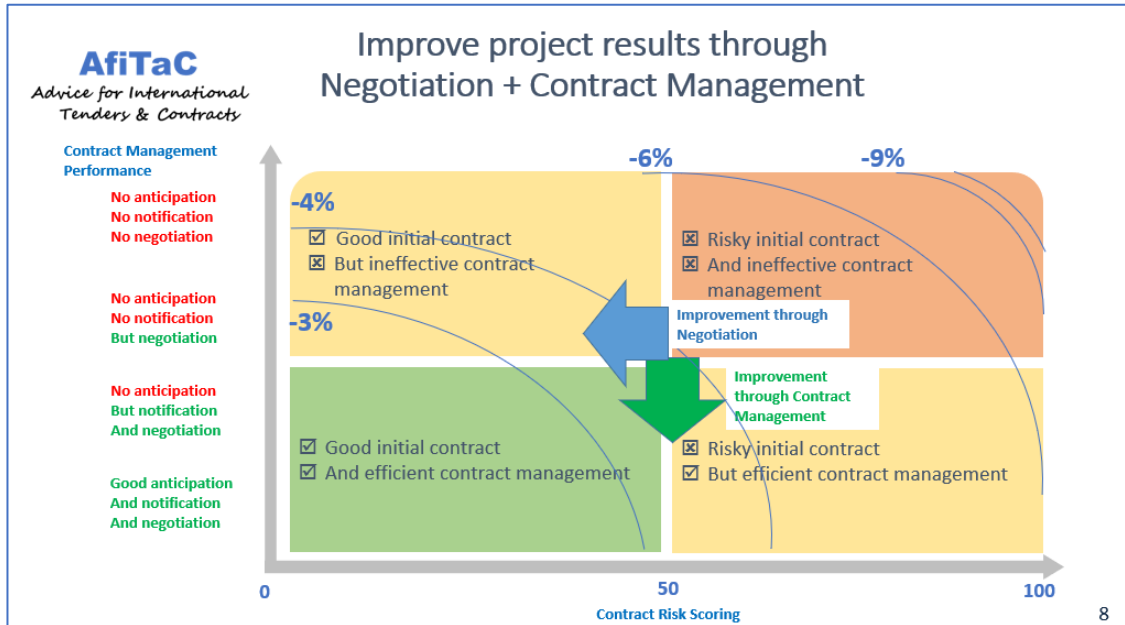 AfiTaC
Advice for International
Tenders & Contracts
Improve project results through
Negotiation + Contract Management
Contract Management
Performance
No anticipation
No notification
No negotiation
No anticipation
No notification
But negotiation
No anticipation
But notification
And negotiation
Good anticipation
And notification
And negotiation
-4%
-6%
-9%
-3%
☑ Good initial contract
☒ But ineffective contract
management
☒ Risky initial contract
☒ And ineffective contract
management
Improvement through
Negotiation
Improvement
through Contract
Management
☑ Good initial contract
☑ And efficient contract management
☒ Risky initial contract
☑ But efficient contract management
0
50
100
Contract Risk Scoring
8